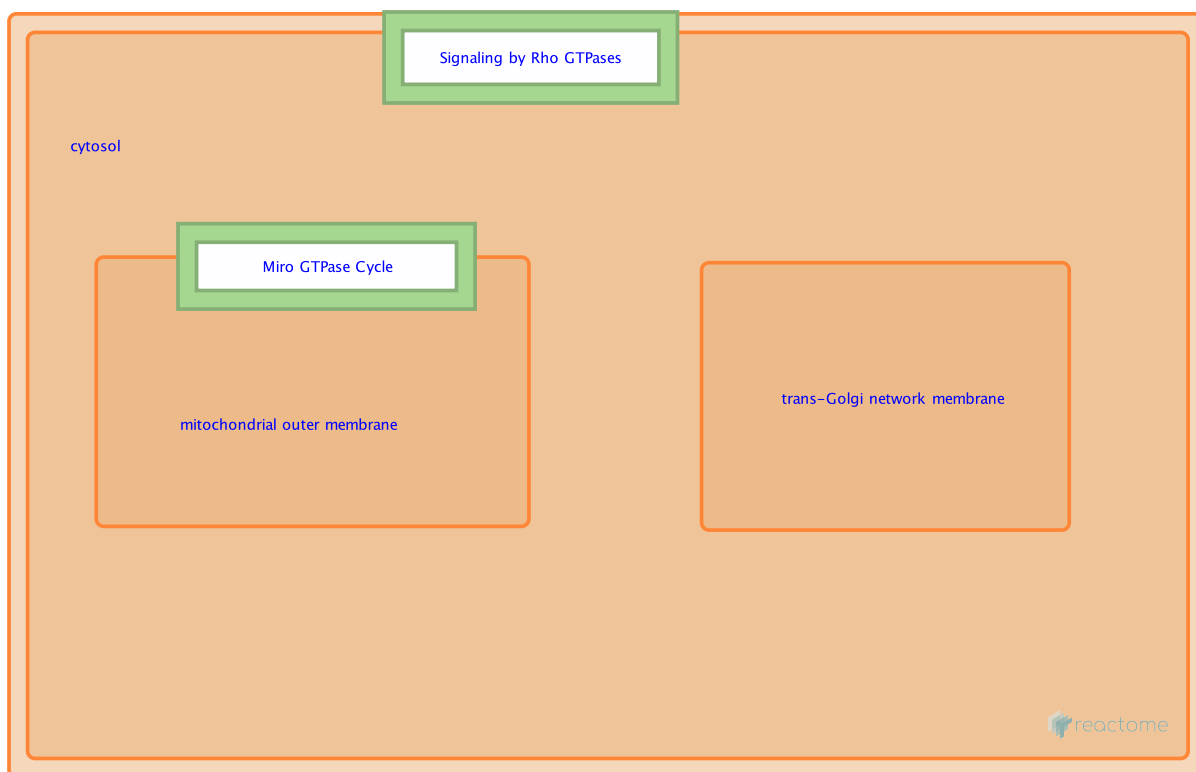 Signaling by Rho GTPases
cytosol
Miro GTPase Cycle
trans-Golgi network membrane
mitochondrial outer membrane
reactome